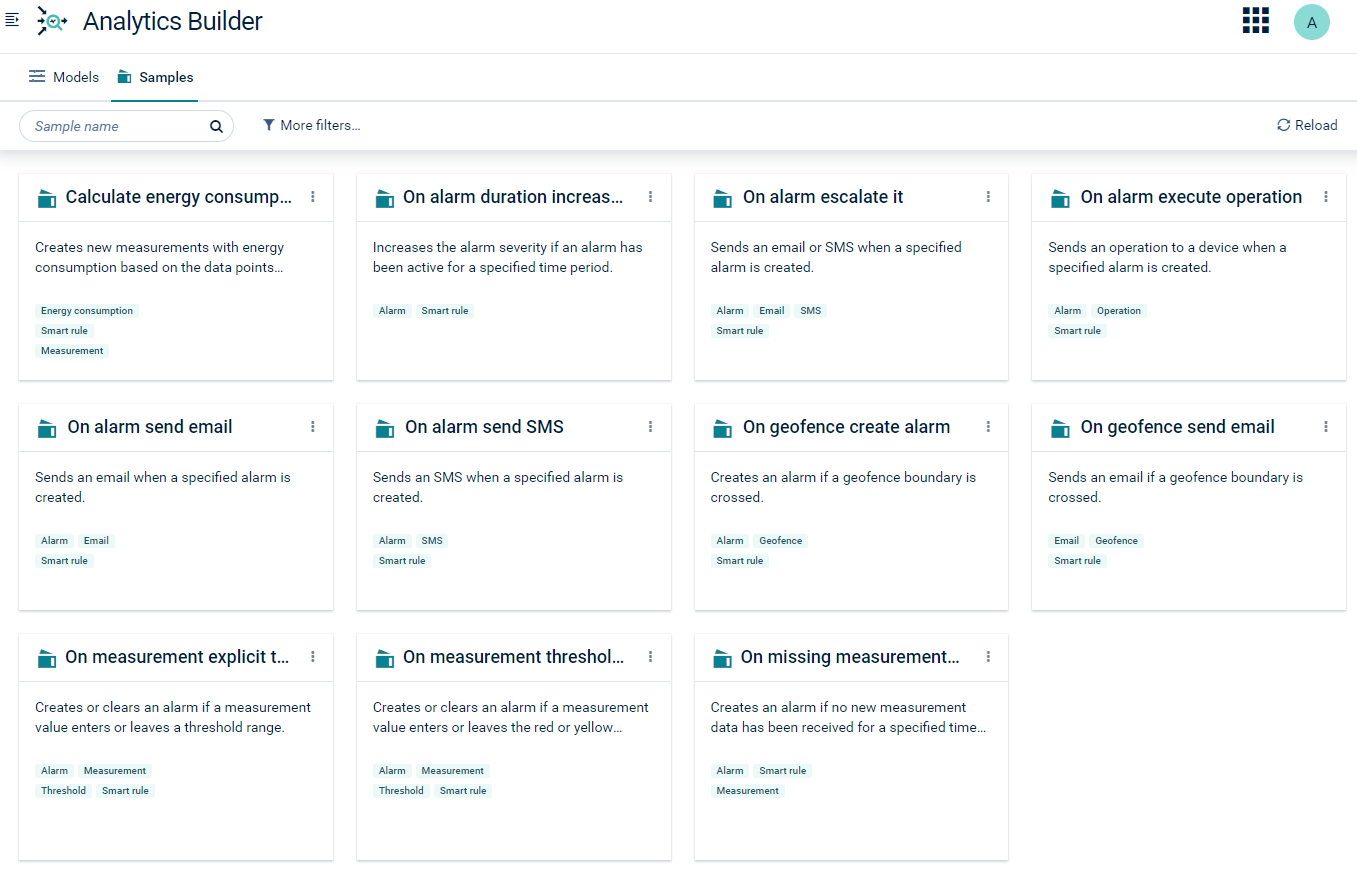 Analytics Builder
A
Models
Samples
Sample name
More filters...
Reload
Calculate energy consump...
Creates new measurements with energy
consumption based on the data points...
Energy consumption
Smart rule
Measurement
On alarm duration increas...
Increases the alarm severity if an alarm has
been active for a specified time period.
Alarm Smart rule
On alarm escalate it
Sends an email or SMS when a specified
alarm is created.
Alarm Email SMS
Smart rule
On alarm execute operation
Sends an operation to a device when a
specified alarm is created.
Alarm Operation
Smart rule
On alarm send email
Sends an email when a specified alarm is
created.
Alarm Email
Smart rule
On alarm send SMS
Sends an SMS when a specified alarm is
created.
Alarm SMS
Smart rule
On geofence create alarm
Creates an alarm if a geofence boundary is
crossed.
Alarm Geofence
Smart rule
On geofence send email
Sends an email if a geofence boundary is
crossed.
Email Geofence
Smart rule
On measurement explicit t...
Creates or clears an alarm if a measurement
value enters or leaves a threshold range.
Alarm Measurement
Threshold Smart rule
On measurement threshol...
Creates or clears an alarm if a measurement
value enters or leaves the red or yellow...
Alarm Measurement
Threshold Smart rule
On missing measurement...
Creates an alarm if no new measurement
data has been received for a specified time...
Alarm Smart rule
Measurement